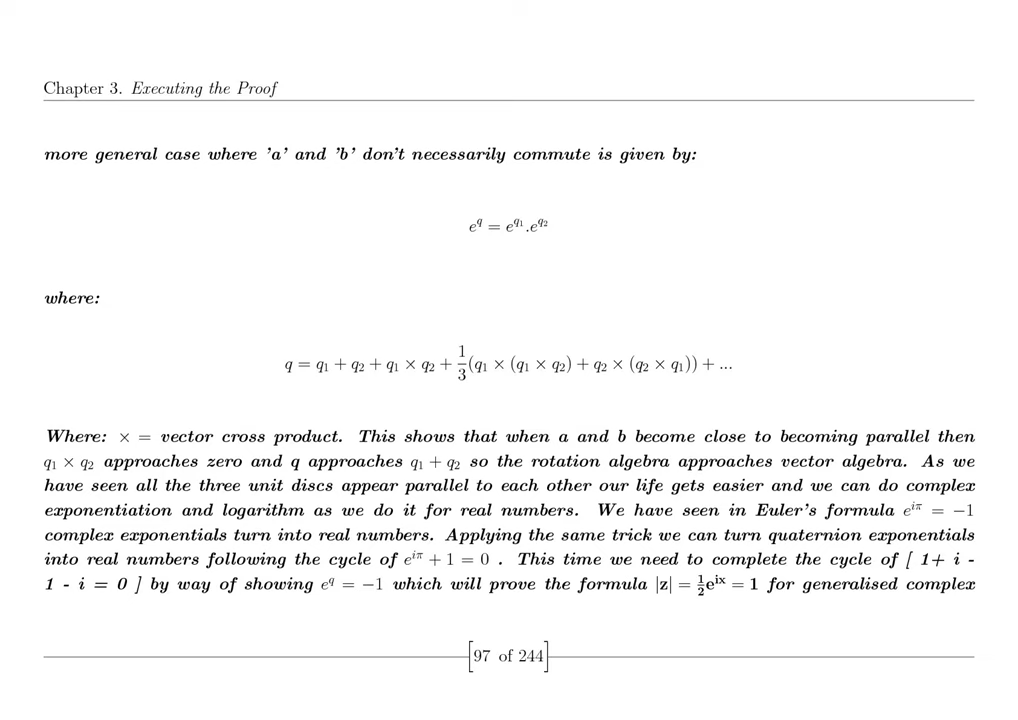 Chapter 3. Executing the Proof
more general case where 'a' and 'b' don't necessarily commute is given by:
e^q = e^{q_1}.e^{q_2}
where:
q = q_1 + q_2 + q_1 × q_2 + \frac{1}{3}(q_1 × (q_1 × q_2) + q_2 × (q_2 × q_1)) + ...
Where: × = vector cross product. This shows that when a and b become close to becoming parallel then
q_1 × q_2 approaches zero and q approaches q_1 + q_2 so the rotation algebra approaches vector algebra. As we
have seen all the three unit discs appear parallel to each other our life gets easier and we can do complex
exponentiation and logarithm as we do it for real numbers. We have seen in Euler's formula e^{iπ} = −1
complex exponentials turn into real numbers. Applying the same trick we can turn quaternion exponentials
into real numbers following the cycle of e^{iπ} + 1 = 0 . This time we need to complete the cycle of [ 1+ i -
1 - i = 0 ] by way of showing e^q = −1 which will prove the formula |z| = \frac{1}{2}e^{ix} = 1 for generalised complex
[97 of 244]